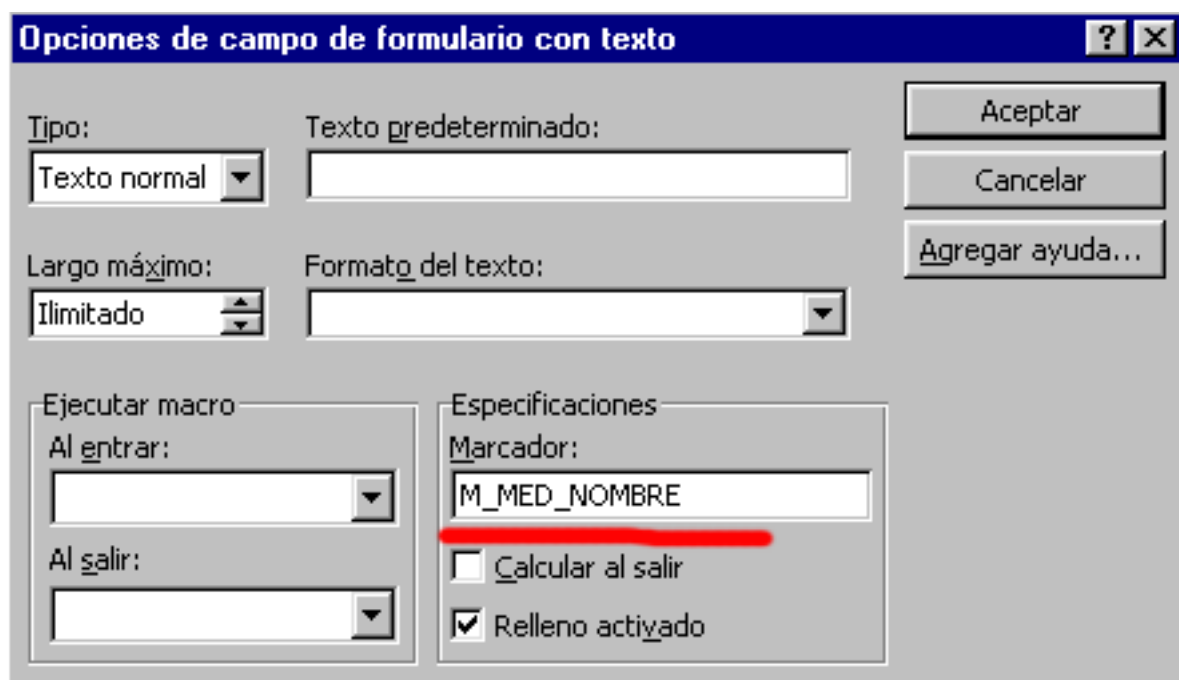 Opciones de campo de formulario con texto
Tipo:
Texto predeterminado:
Aceptar
Texto normal
Cancelar
Agregar ayuda...
Largo máximo:
Formato del texto:
Ilimitado
Ejecutar macro
Al entrar:
Al salir:
Especificaciones
Marcador:
M_MED_NOMBRE
Calcular al salir
Relleno activado